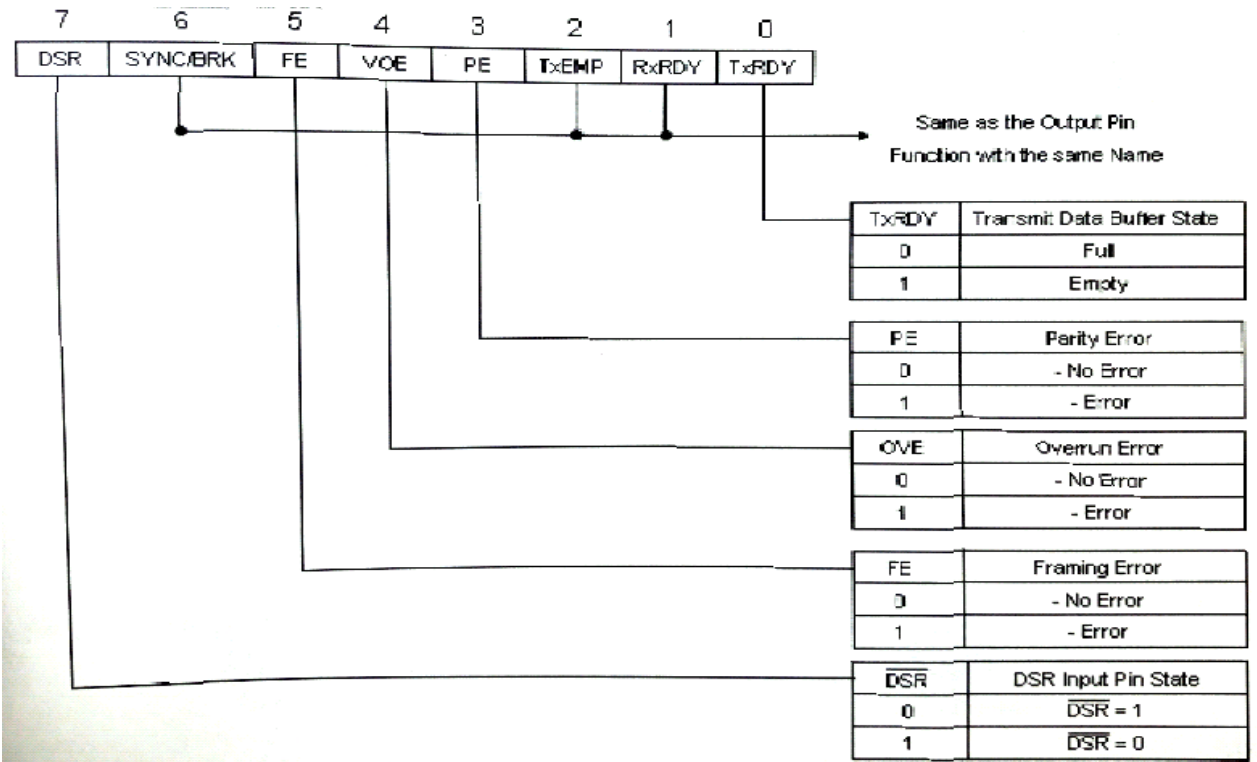 7 6 5 4 3 2 1 0
DSR SYNC/BRK FE VOE PE TxEMP RxRDY TxRDY
Same as the Output Pin
Function with the same Name
TxRDY Transmit Data Buffer State
0 Full
1 Empty
PE Parity Error
0 - No Error
1 - Error
OVE Overrun Error
0 - No Error
1 - Error
FE Framing Error
0 - No Error
1 - Error
DSR DSR Input Pin State
0 DSR = 1
1 DSR = 0